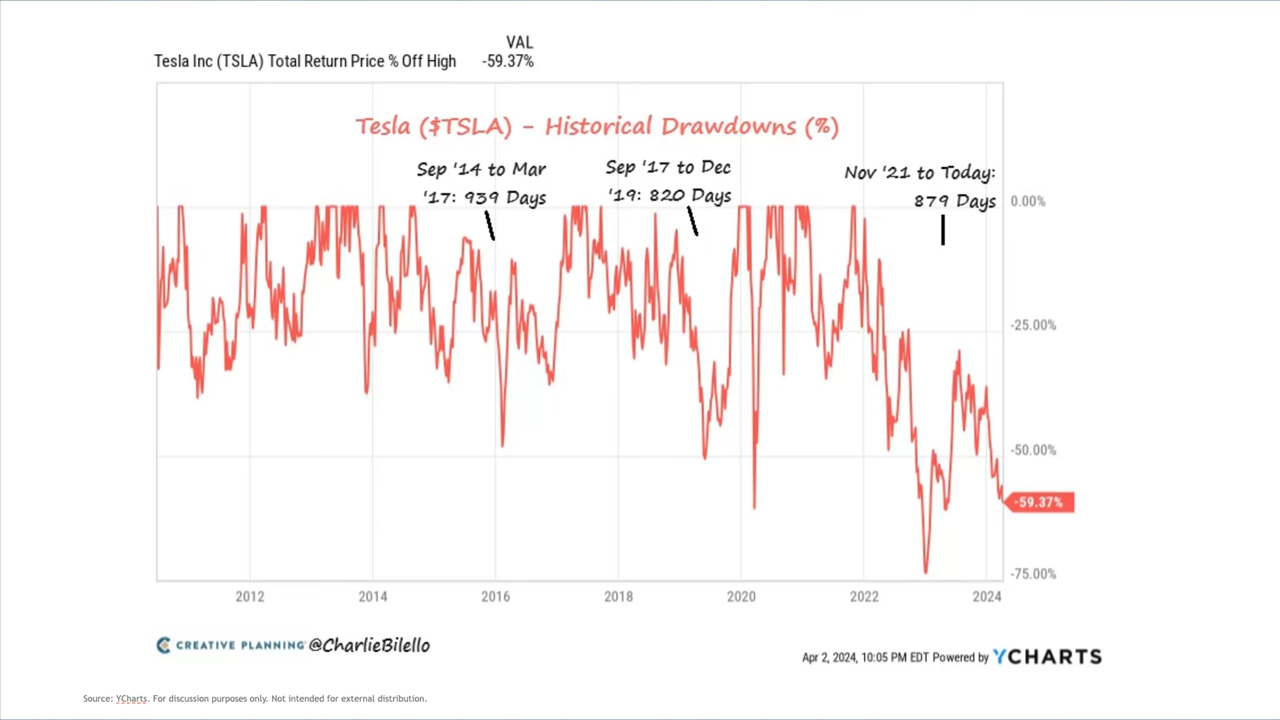 VAL
Tesla Inc (TSLA) Total Return Price % Off High -59.37%
Tesla ($TSLA) - Historical Drawdowns (%)
Sep '14 to Mar
'17: 939 Days
Sep '17 to Dec
'19: 820 Days
Nov '21 to Today:
879 Days
0.00%
-25.00%
-50.00%
-59.37%
-75.00%
2012 2014 2016 2018 2020 2022 2024
CREATIVE PLANNING @CharlieBilello
Apr 2, 2024, 10:05 PM EDT Powered by YCHARTS
Source: YCharts. For discussion purposes only. Not intended for external distribution.